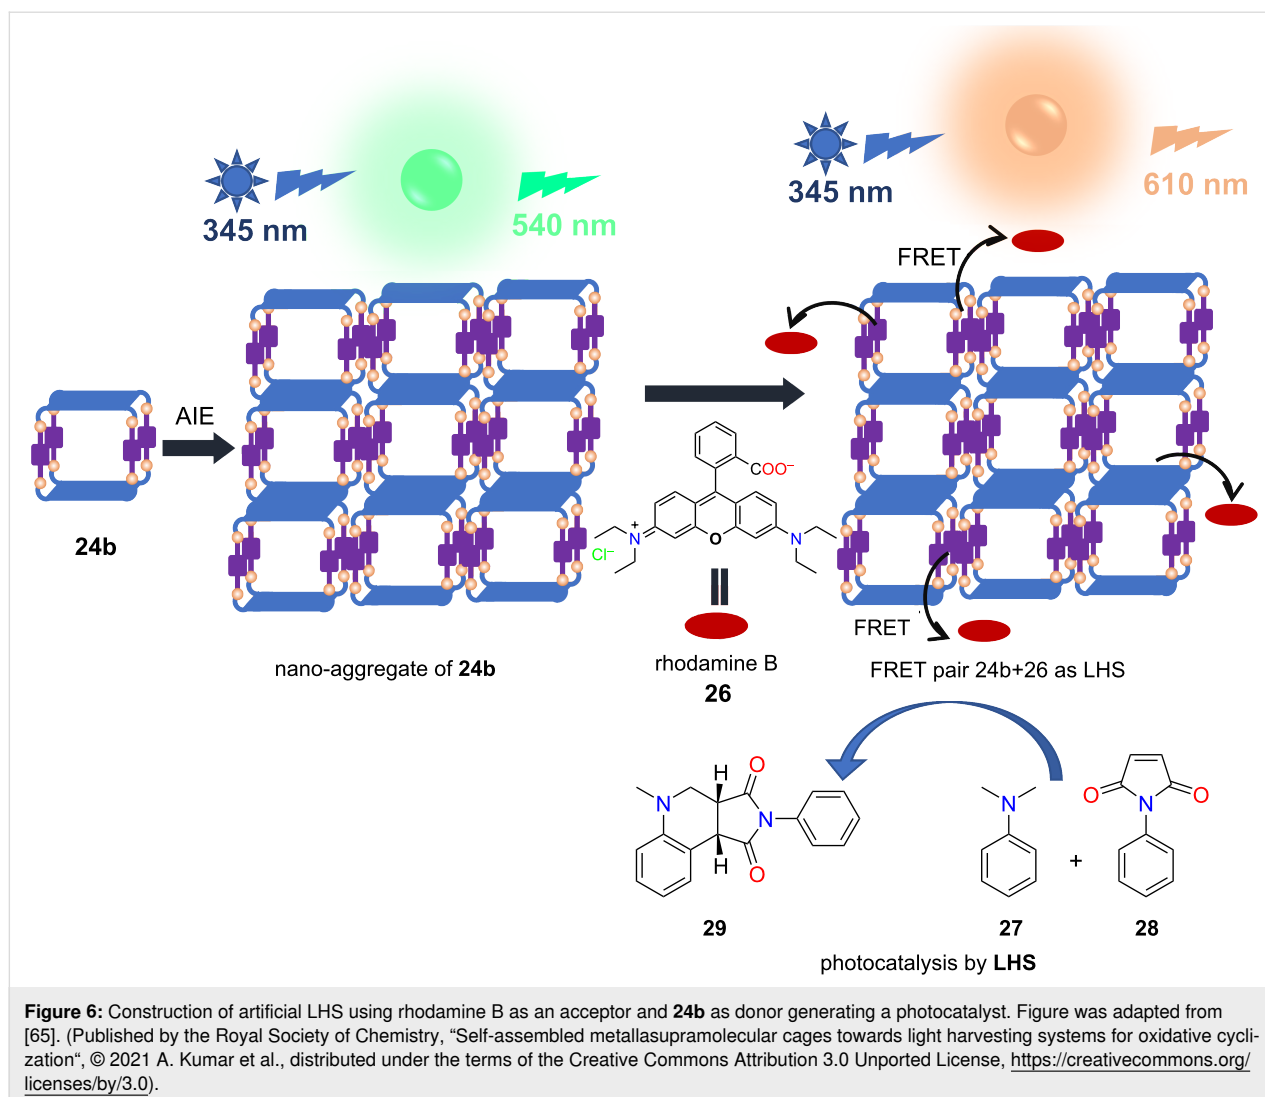 345 nm
540 nm
345 nm
610 nm
FRET
AIE
24b
COO⁻
N
+
Cl⁻
O
N
FRET
nano-aggregate of 24b
rhodamine B
26
FRET pair 24b+26 as LHS
N
H
O
N
H
O
29
N
27
+
O
N
O
28
photocatalysis by LHS
Figure 6: Construction of artificial LHS using rhodamine B as an acceptor and 24b as donor generating a photocatalyst. Figure was adapted from
[65]. (Published by the Royal Society of Chemistry, “Self-assembled metallasupramolecular cages towards light harvesting systems for oxidative cycli-
zation“, © 2021 A. Kumar et al., distributed under the terms of the Creative Commons Attribution 3.0 Unported License, https://creativecommons.org/
licenses/by/3.0).